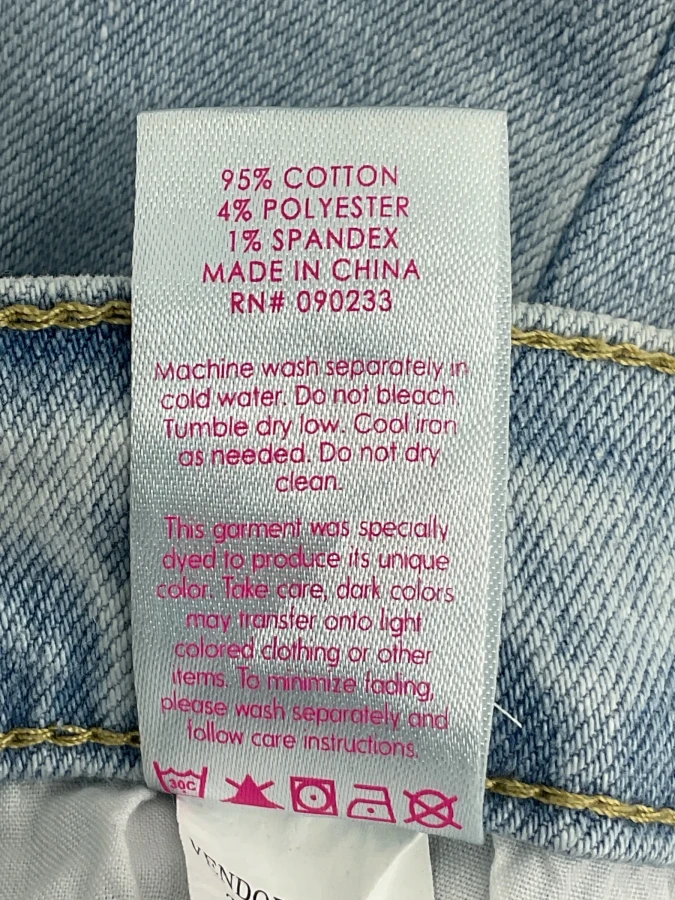 95% COTTON
4% POLYESTER
1% SPANDEX
MADE IN CHINA
RN# 090233
Machine wash separately in
cold water. Do not bleach.
Tumble dry low. Cool iron
as needed. Do not dry
clean.
This garment was specially
dyed to produce its unique
color. Take care, dark colors
may transfer onto light
colored clothing or other
items. To minimize fading,
please wash separately and
follow care instructions.
30C